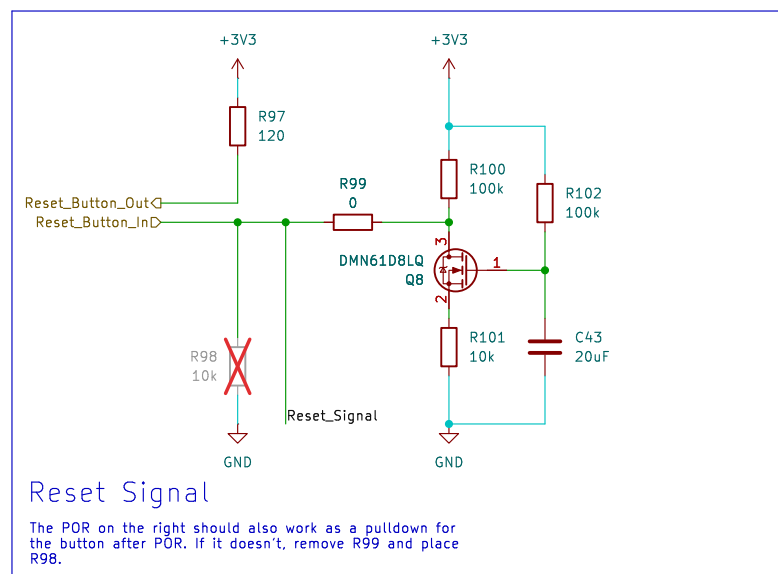 +3V3
+3V3
R97
120
R99
0
R100
100k
R102
100k
Reset_Button_Out
Reset_Button_In
3
DMN61D8LQ
Q8
1
2
R98
10k
R101
10k
C43
20uF
Reset_Signal
GND
GND
Reset Signal
The POR on the right should also work as a pulldown for
the button after POR. If it doesn't, remove R99 and place
R98.